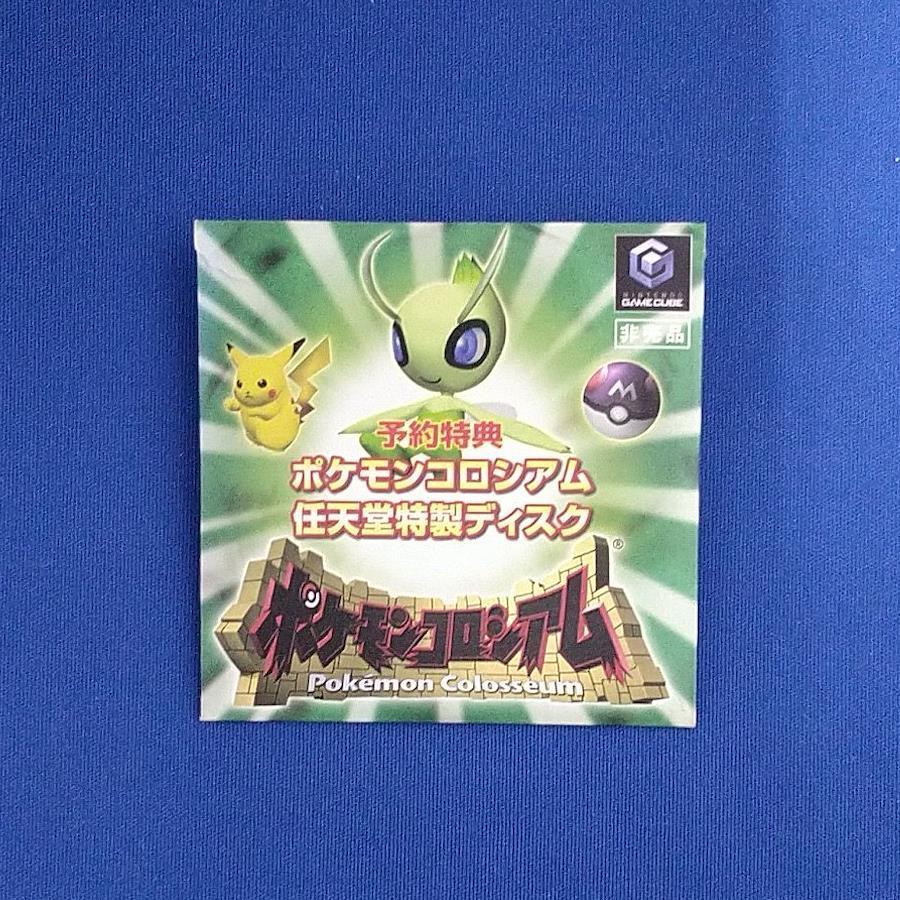 NINTENDO
GAMECUBE
非売品
M
予約特典
ポケモンコロシアム
任天堂特製ディスク
®
ポケモンコロシアム
Pokémon Colosseum